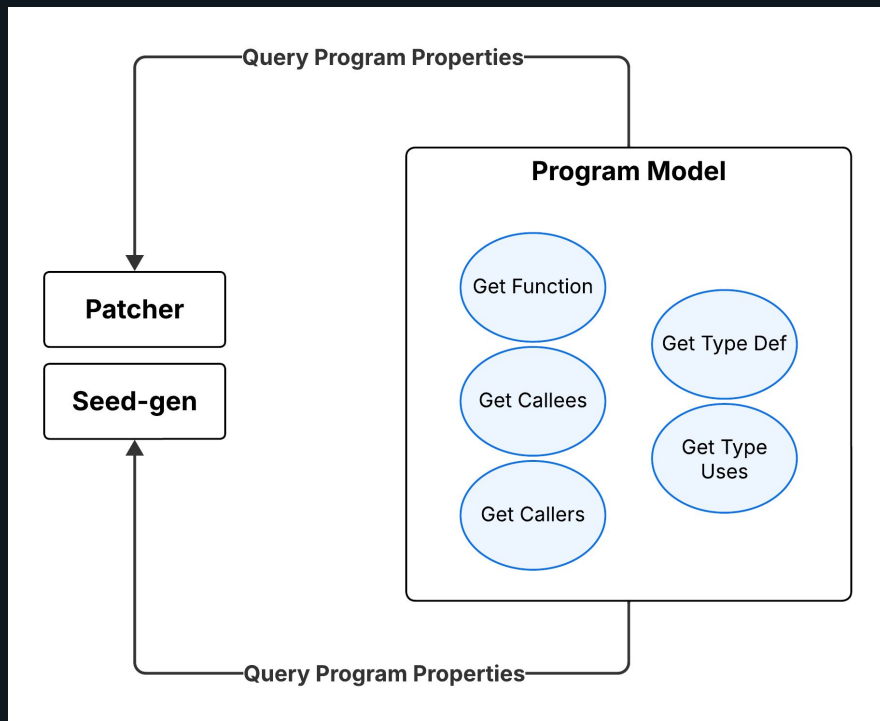 Query Program Properties
Program Model
Get Function
Get Type Def
Patcher
Seed-gen
Get Callees
Get Type
Uses
Get Callers
Query Program Properties